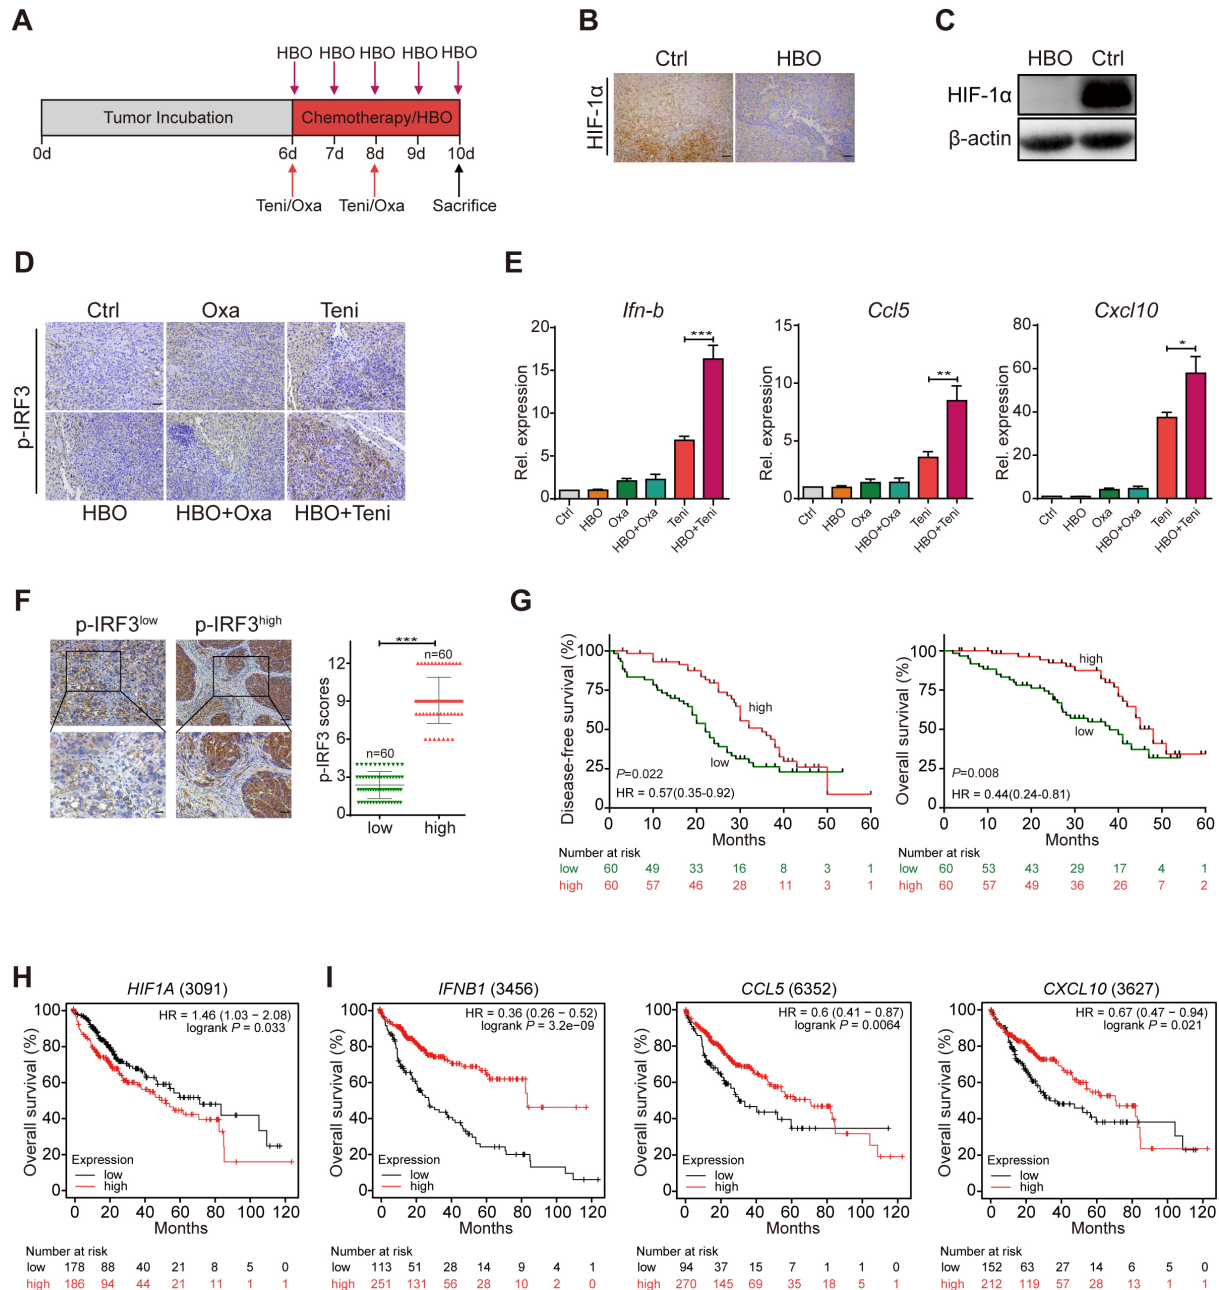 A
HBO HBO HBO HBO HBO
Tumor Incubation Chemotherapy/HBO
0d 6d 7d 8d 9d 10d
Teni/Oxa Teni/Oxa Sacrifice
B
Ctrl HBO
HIF-1α
C
HBO Ctrl
HIF-1α
β-actin
D
Ctrl Oxa Teni
p-IRF3
HBO HBO+Oxa HBO+Teni
E
Ifn-b
Rel. expression
20
15
10
5
0
***
Ctrl HBO Oxa HBO+Oxa Teni HBO+Teni
Ccl5
Rel. expression
15
10
5
0
**
Ctrl HBO Oxa HBO+Oxa Teni HBO+Teni
Cxcl10
Rel. expression
80
60
40
20
0
*
Ctrl HBO Oxa HBO+Oxa Teni HBO+Teni
F
p-IRF3low p-IRF3high
p-IRF3 scores
12
9
6
3
0
***
n=60
n=60
low high
G
Disease-free survival (%)
100
75
50
25
0
high
low
P=0.022
HR = 0.57(0.35-0.92)
0 10 20 30 40 50 60
Months
Number at risk
low 60 49 33 16 8 3 1
high 60 57 46 28 11 3 1
Overall survival (%)
100
75
50
25
0
high
low
P=0.008
HR = 0.44(0.24-0.81)
0 10 20 30 40 50 60
Months
Number at risk
low 60 53 43 29 17 4 1
high 60 57 49 36 26 7 2
H
HIF1A (3091)
HR = 1.46 (1.03 − 2.08)
logrank P = 0.033
Overall survival (%)
100
80
60
40
20
0
Expression
low
high
0 20 40 60 80 100 120
Months
Number at risk
low 178 88 40 21 8 5 0
high 186 94 44 21 11 1 1
I
IFNB1 (3456)
HR = 0.36 (0.26 − 0.52)
logrank P = 3.2e−09
Overall survival (%)
100
80
60
40
20
0
Expression
low
high
0 20 40 60 80 100 120
Months
Number at risk
low 113 51 28 14 9 4 1
high 251 131 56 28 10 2 0
CCL5 (6352)
HR = 0.6 (0.41 − 0.87)
logrank P = 0.0064
Overall survival (%)
100
80
60
40
20
0
Expression
low
high
0 20 40 60 80 100 120
Months
Number at risk
low 94 37 15 7 1 1 0
high 270 145 69 35 18 5 1
CXCL10 (3627)
HR = 0.67 (0.47 − 0.94)
logrank P = 0.021
Overall survival (%)
100
80
60
40
20
0
Expression
low
high
0 20 40 60 80 100 120
Months
Number at risk
low 152 63 27 14 6 5 0
high 212 119 57 28 13 1 1